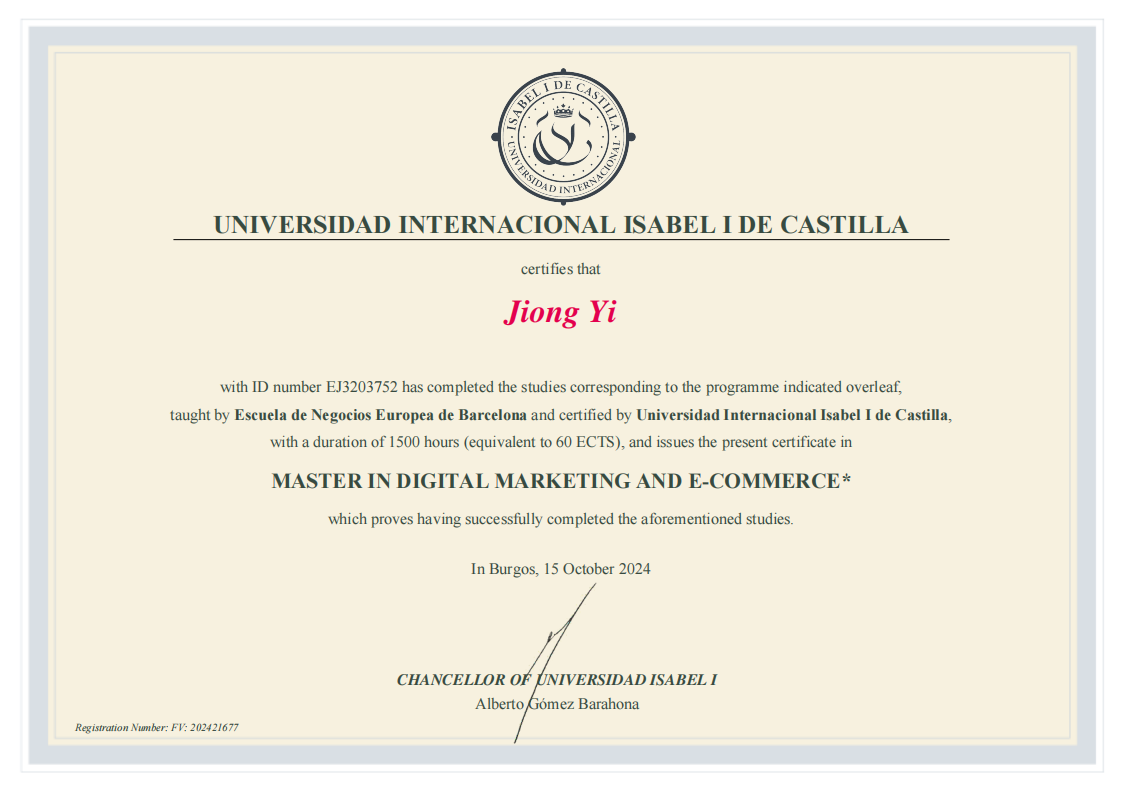 ISABEL I DE CASTILLA
UNIVERSIDAD INTERNACIONAL
UNIVERSIDAD INTERNACIONAL ISABEL I DE CASTILLA
certifies that
Jiong Yi
with ID number EJ3203752 has completed the studies corresponding to the programme indicated overleaf,
taught by Escuela de Negocios Europea de Barcelona and certified by Universidad Internacional Isabel I de Castilla,
with a duration of 1500 hours (equivalent to 60 ECTS), and issues the present certificate in
MASTER IN DIGITAL MARKETING AND E-COMMERCE*
which proves having successfully completed the aforementioned studies.
In Burgos, 15 October 2024
CHANCELLOR OF UNIVERSIDAD ISABEL I
Alberto Gómez Barahona
Registration Number: FV: 202421677